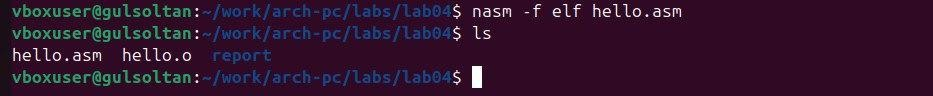 vboxuser@gulsoltan:~/work/arch-pc/labs/lab04$ nasm -f elf hello.asm
vboxuser@gulsoltan:~/work/arch-pc/labs/lab04$ ls
hello.asm  hello.o  report
vboxuser@gulsoltan:~/work/arch-pc/labs/lab04$